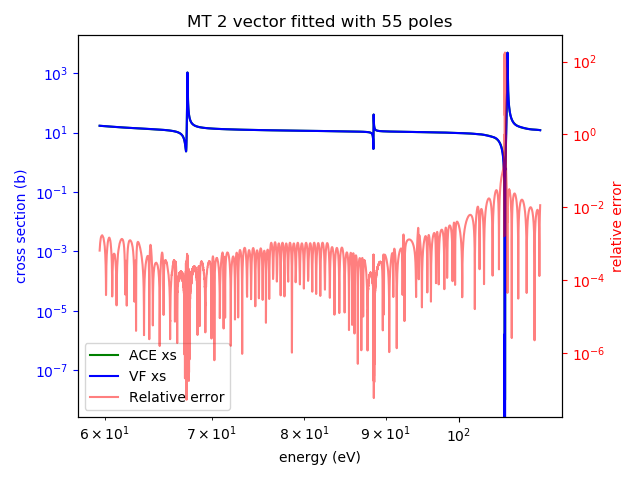 MT 2 vector fitted with 55 poles
cross section (b)
10³
10¹
10⁻¹
10⁻³
10⁻⁵
10⁻⁷
10²
10⁰
10⁻²
10⁻⁴
10⁻⁶
relative error
ACE xs
VF xs
Relative error
6 × 10¹ 7 × 10¹ 8 × 10¹ 9 × 10¹ 10²
energy (eV)